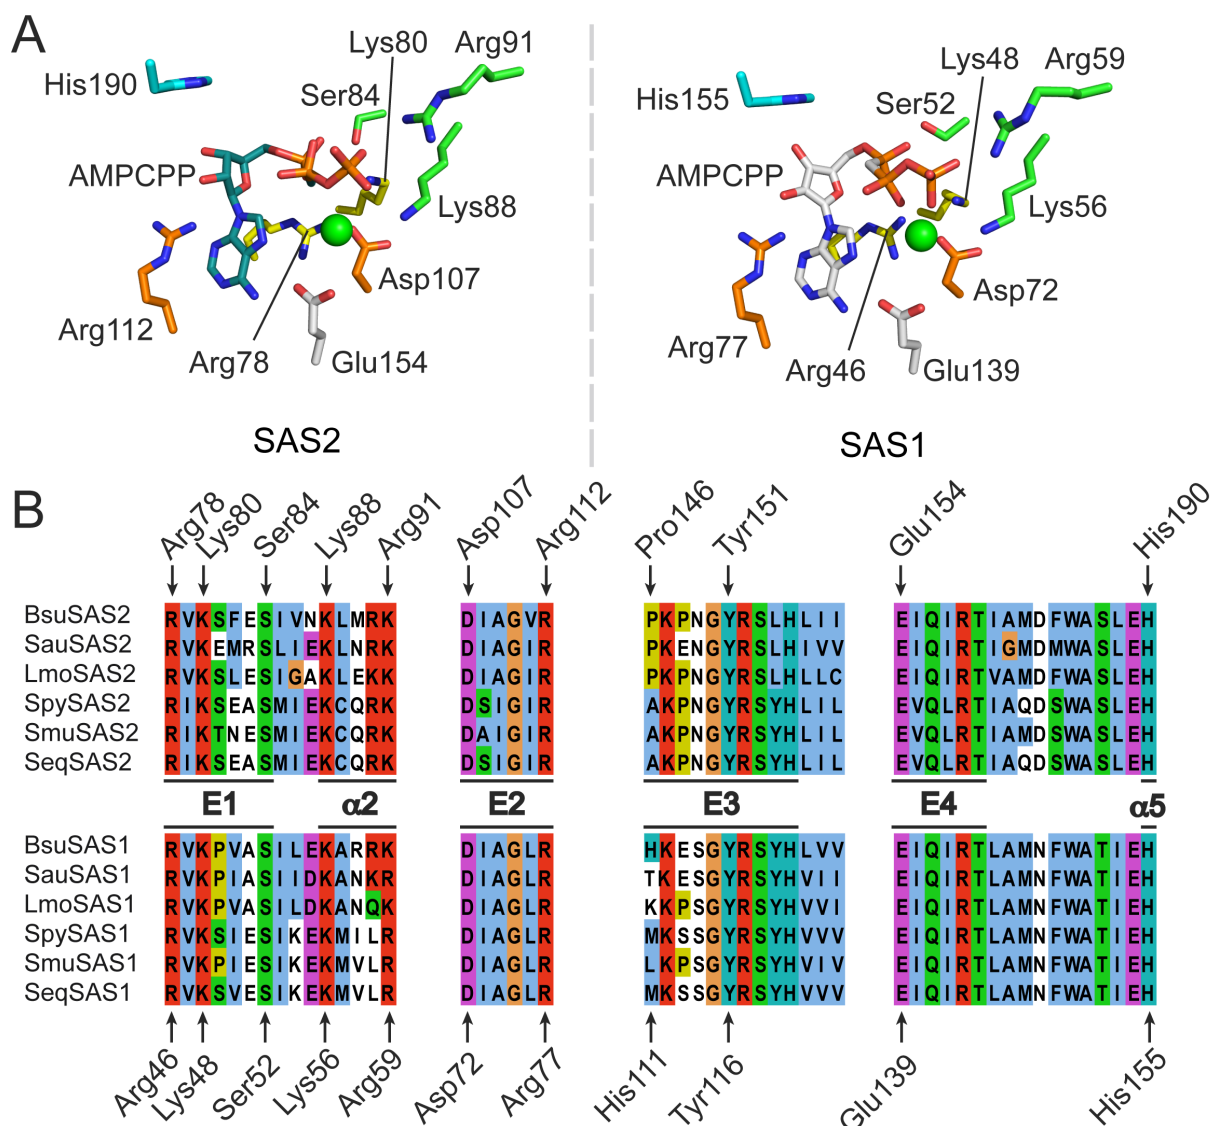 A
Lys80 Arg91
His190
Ser84
AMPCPP
Lys88
Asp107
Arg112
Arg78 Glu154
SAS2
Lys48 Arg59
His155
Ser52
AMPCPP
Lys56
Asp72
Arg77
Arg46 Glu139
SAS1
B
Arg78 Lys80 Ser84 Lys88 Arg91 Asp107 Arg112 Pro146 Tyr151 Glu154 His190
BsuSAS2 RVKSFESIVNKLMRK DIAGVR PKPNGYRSLHLII EIQIRTIAMDFWASLEH
SauSAS2 RVKEMRSLIEKLNRK DIAGIR PKENGYRSLHIVV EIQIRTIGMDMWASLEH
LmoSAS2 RVKSLESIGAKLEKK DIAGIR PKPNGYRSLHLLC EIQIRTVAMDFWASLEH
SpySAS2 RIKSEASMIEKCQRK DSIGIR AKPNGYRSYHLIL EVQLRTIAQDSWASLEH
SmuSAS2 RIKTNESMIEKCQRK DAIGIR AKPNGYRSYHLIL EVQLRTIAMDFWASLEH
SeqSAS2 RIKSEASMIEKCQRK DSIGIR AKPNGYRSYHLIL EVQLRTIAQDSWASLEH
E1 α2 E2 E3 E4 α5
BsuSAS1 RVKPVASILEKARRK DIAGLR HKESGYRSYHLVV EIQIRTLAMNFWATIEH
SauSAS1 RVKPIASIIDKANKR DIAGLR TKESGYRSYHVII EIQIRTLAMNFWATIEH
LmoSAS1 RVKPVASILDKANQK DIAGLR KKPSGYRSYHVVI EIQIRTLAMNFWATIEH
SpySAS1 RVKSIESIKEKMILR DIAGLR MKSSGYRSYHVVV EIQIRTLAMNFWATIEH
SmuSAS1 RVKPIESIKEKMVLR DIAGLR LKPSGYRSYHVIV EIQIRTLAMNFWATIEH
SeqSAS1 RVKSVESIKEKMVLR DIAGLR MKSSGYRSYHVVV EIQIRTLAMNFWATIEH
Arg46 Lys48 Ser52 Lys56 Arg59 Asp72 Arg77 His111 Tyr116 Glu139 His155